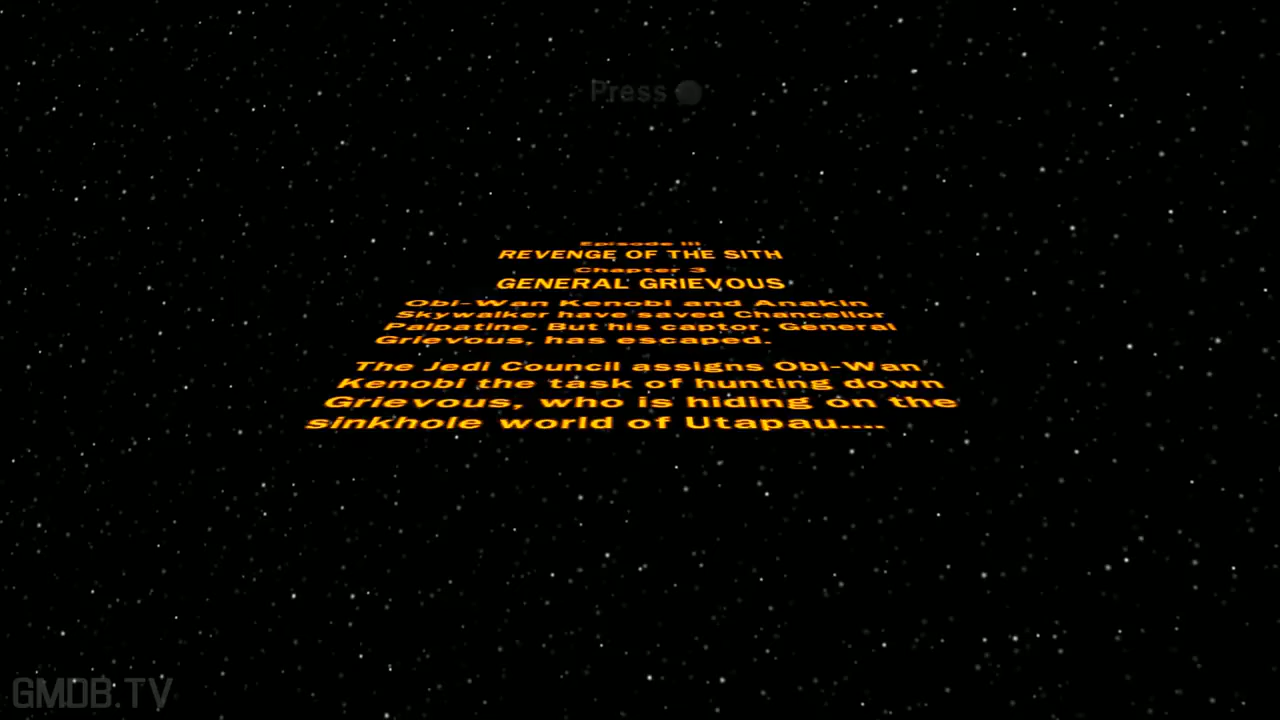 Press
Episode III
REVENGE OF THE SITH
Chapter 3
GENERAL GRIEVOUS
Obi-Wan Kenobi and Anakin
Skywalker have saved Chancellor
Palpatine. But his captor, General
Grievous, has escaped.
The Jedi Council assigns Obi-Wan
Kenobi the task of hunting down
Grievous, who is hiding on the
sinkhole world of Utapau....
GMDB.TV